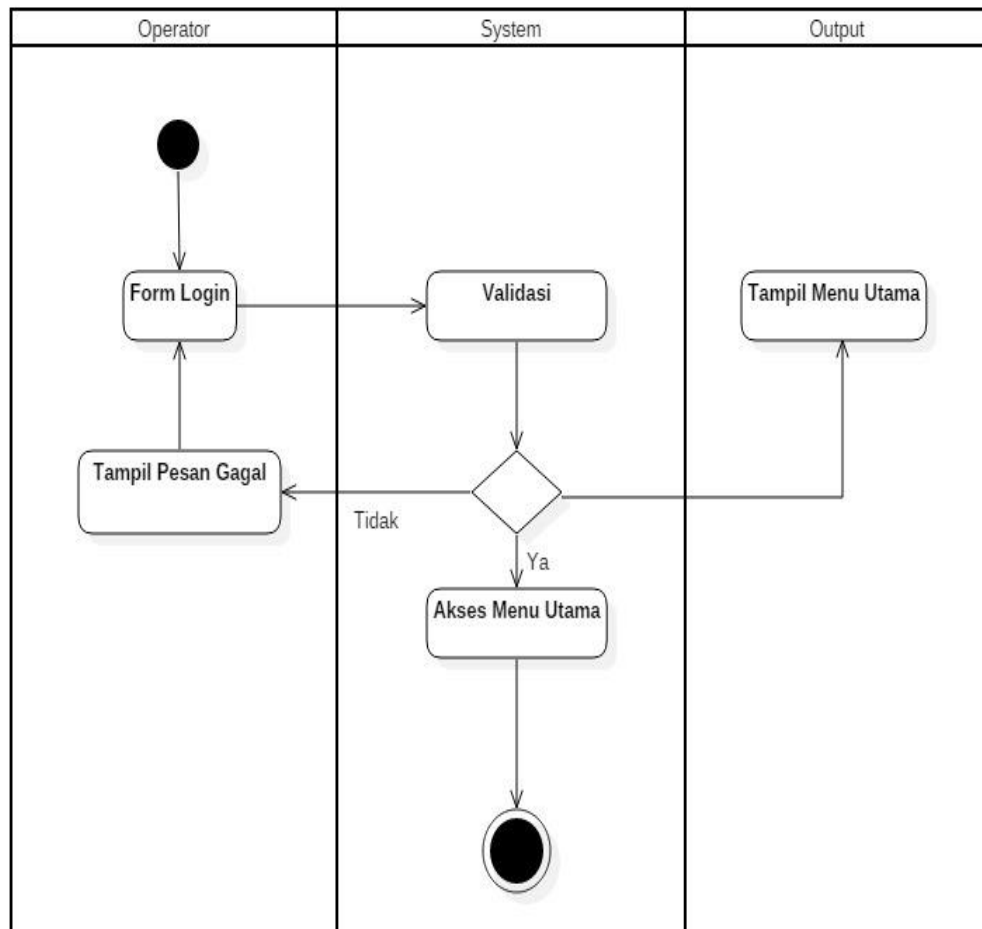 Operator
System
Output
Form Login
Validasi
Tampil Menu Utama
Tampil Pesan Gagal
Tidak
Ya
Akses Menu Utama